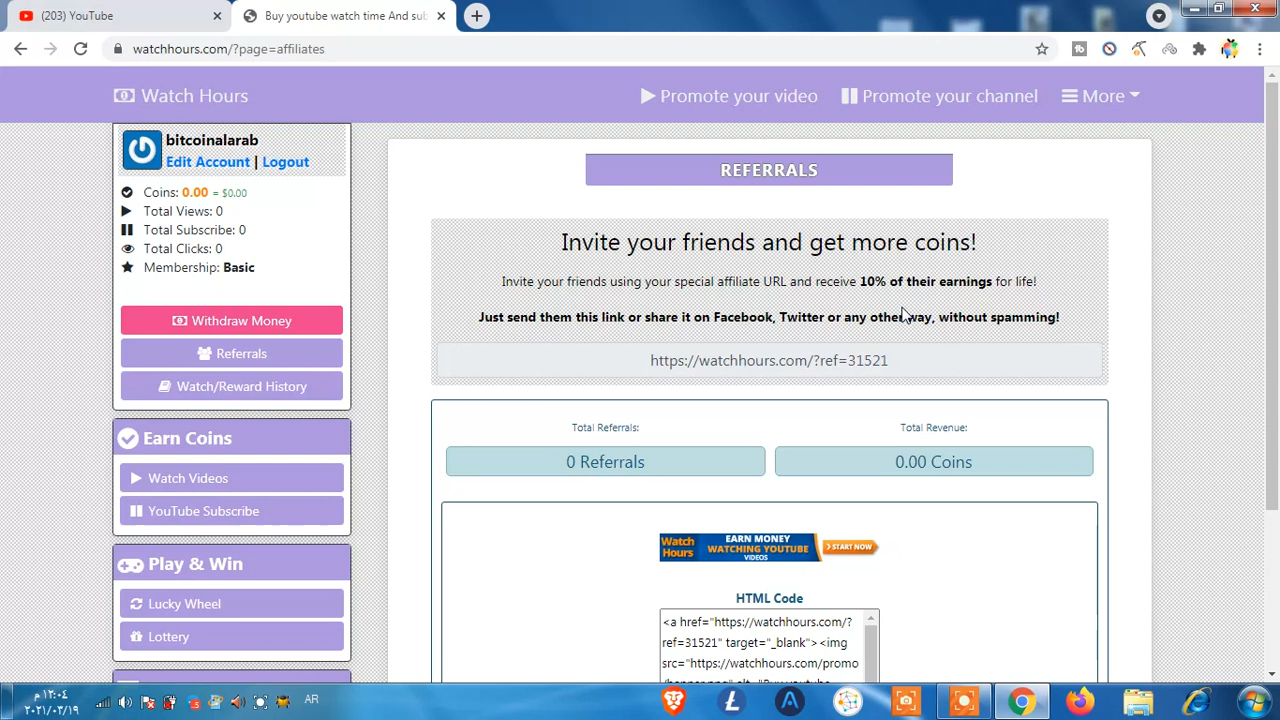 (203) YouTube
Buy youtube watch time And sub
watchhours.com/?page=affiliates
Watch Hours
Promote your video
Promote your channel
More
bitcoinalarab
Edit Account | Logout
Coins: 0.00 = $0.00
Total Views: 0
Total Subscribe: 0
Total Clicks: 0
Membership: Basic
Withdraw Money
Referrals
Watch/Reward History
Earn Coins
Watch Videos
YouTube Subscribe
Play & Win
Lucky Wheel
Lottery
REFERRALS
Invite your friends and get more coins!
Invite your friends using your special affiliate URL and receive 10% of their earnings for life!
Just send them this link or share it on Facebook, Twitter or any other way, without spamming!
https://watchhours.com/?ref=31521
Total Referrals:
Total Revenue:
0 Referrals
0.00 Coins
Watch Hours
EARN MONEY
WATCHING YOUTUBE
VIDEOS
START NOW
HTML Code
<a href="https://watchhours.com/?
ref=31521" target="_blank"> <img
src="https://watchhours.com/promo
AR
١٢:٠٤ م
٢٠٢١/٠٣/١٩